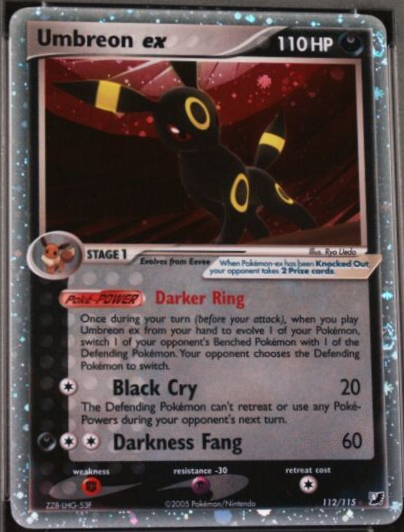 Umbreon ex 110 HP
Illus. Ryo Ueda
STAGE 1 Evolves from Eevee
When Pokémon-ex has been Knocked Out,
your opponent takes 2 Prize cards.
Poké-POWER Darker Ring
Once during your turn (before your attack), when you play
Umbreon ex from your hand to evolve 1 of your Pokémon,
switch 1 of your opponent's Benched Pokémon with 1 of the
Defending Pokémon. Your opponent chooses the Defending
Pokémon to switch.
Black Cry 20
The Defending Pokémon can't retreat or use any Poké-
Powers during your opponent's next turn.
Darkness Fang 60
weakness resistance -30 retreat cost
ZZB-LHG-53F ©2005 Pokémon/Nintendo 112/115